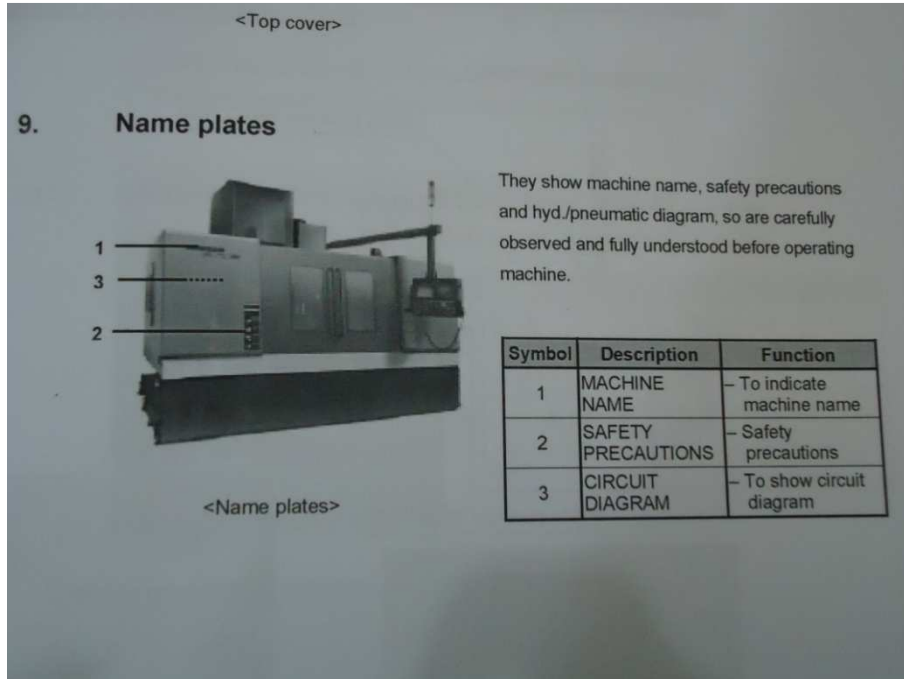 <Top cover>
9. Name plates
They show machine name, safety precautions
and hyd./pneumatic diagram, so are carefully
observed and fully understood before operating
machine.
1
3
2
<Name plates>
Symbol Description Function
1 MACHINE NAME – To indicate machine name
2 SAFETY PRECAUTIONS – Safety precautions
3 CIRCUIT DIAGRAM – To show circuit diagram